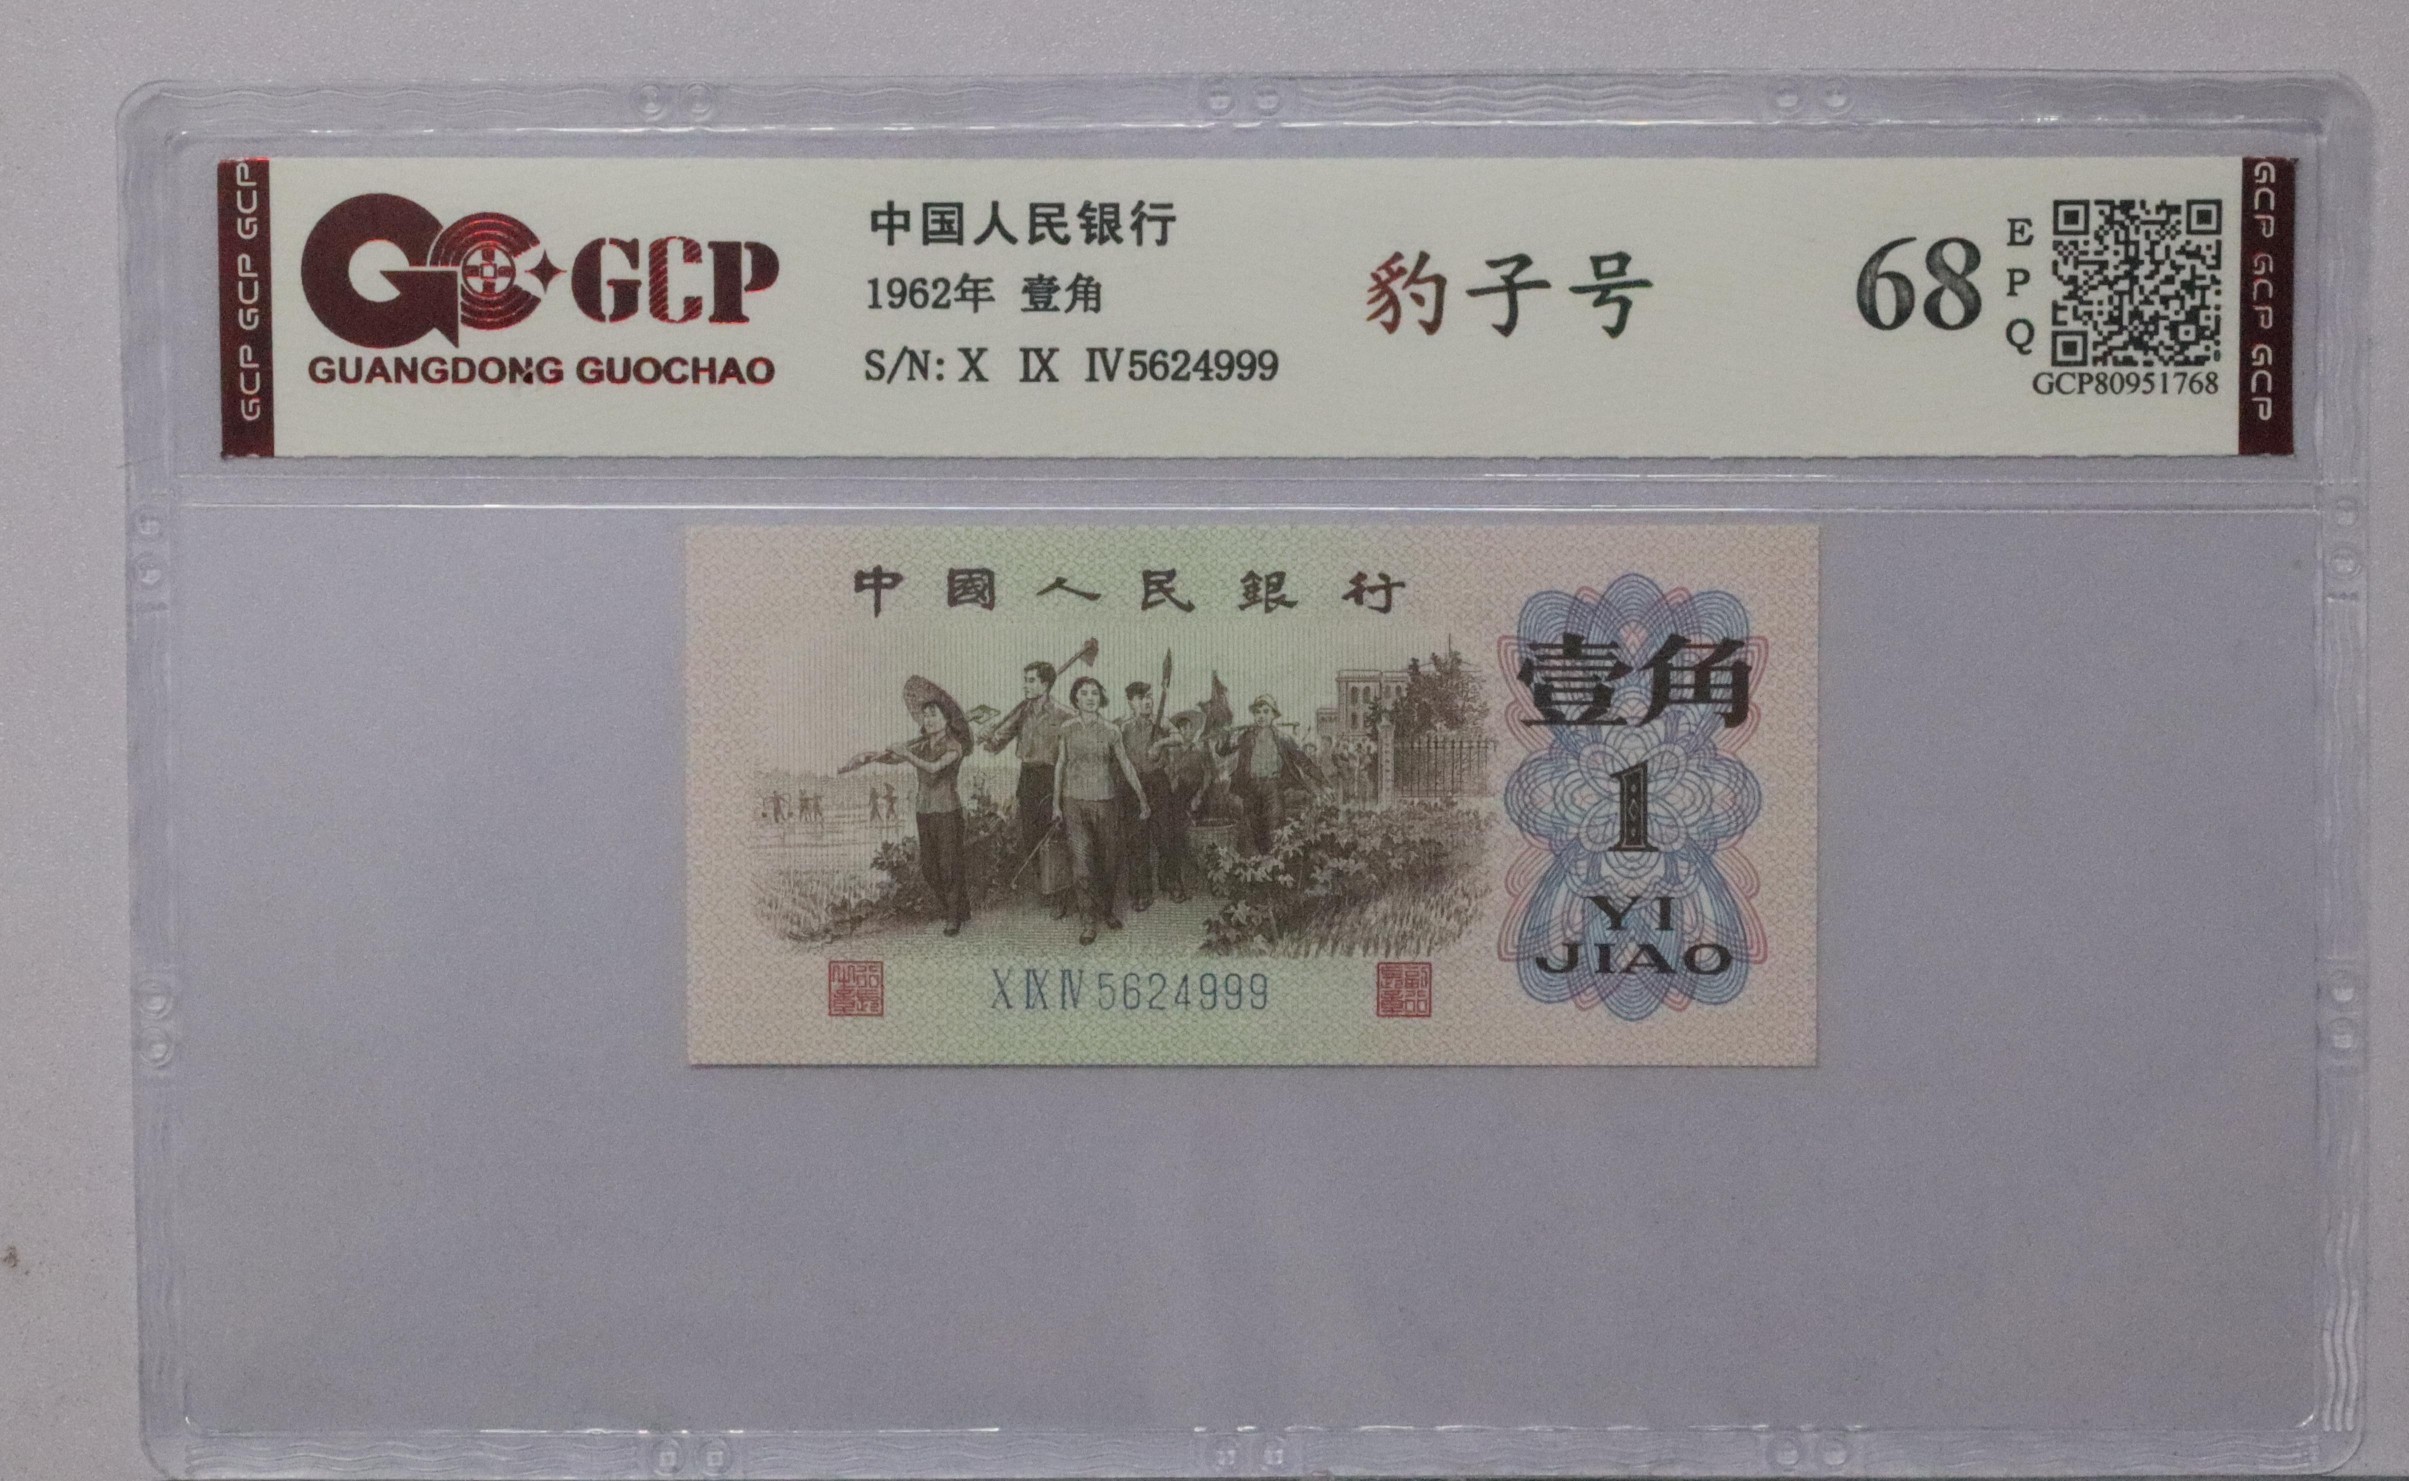 GCP GCP GCP
GCP
GUANGDONG GUOCHAO
中国人民银行
1962年 壹角
S/N: X IX IV5624999
豹子号
68
EPQ
GCP80951768
GCP GCP GCP
中國人民銀行
壹角
1
YI
JIAO
X IX IV 5624999